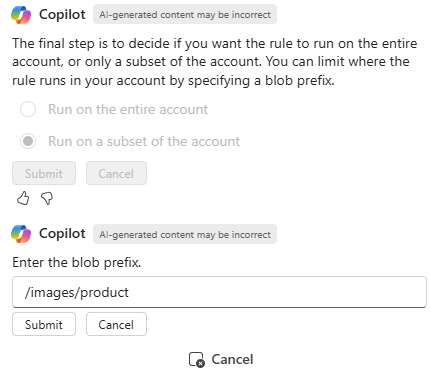 Copilot AI-generated content may be incorrect
The final step is to decide if you want the rule to run on the entire
account, or only a subset of the account. You can limit where the
rule runs in your account by specifying a blob prefix.
Run on the entire account
Run on a subset of the account
Submit Cancel
Copilot AI-generated content may be incorrect
Enter the blob prefix.
/images/product
Submit Cancel
Cancel